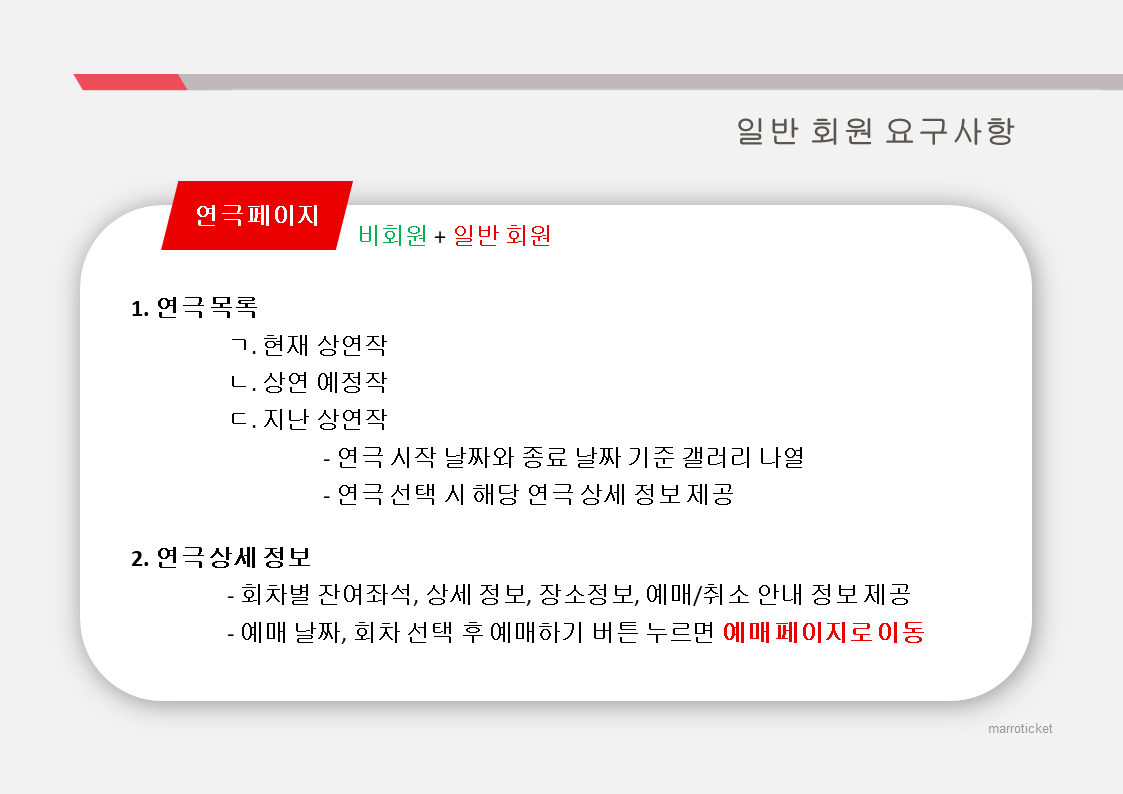 일반 회원 요구사항
연극페이지
비회원 + 일반 회원
1. 연극 목록
ㄱ. 현재 상연작
ㄴ. 상연 예정작
ㄷ. 지난 상연작
- 연극 시작 날짜와 종료 날짜 기준 갤러리 나열
- 연극 선택 시 해당 연극 상세 정보 제공
2. 연극 상세 정보
- 회차별 잔여좌석, 상세 정보, 장소정보, 예매/취소 안내 정보 제공
- 예매 날짜, 회차 선택 후 예매하기 버튼 누르면 예매 페이지로 이동
marroticket